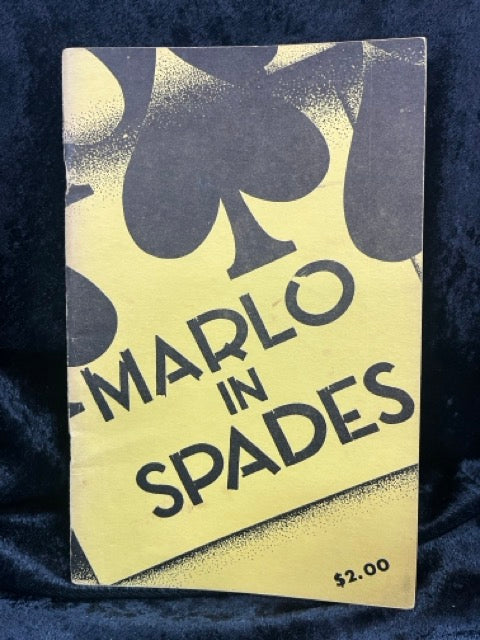 MARLO
IN
SPADES
$2.00